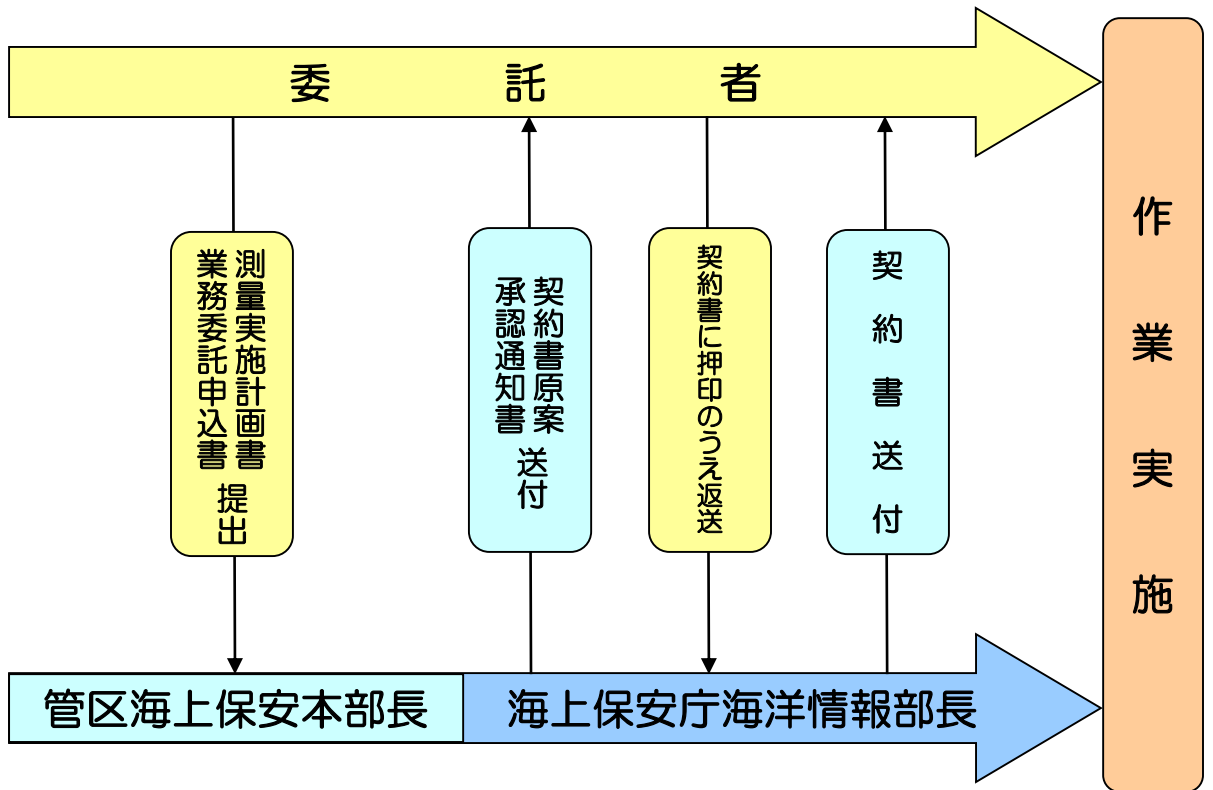 委託者
測量実施計画書
業務委託申込書
提出
契約書原案
承認通知書
送付
契約書に押印のうえ返送
契約書送付
管区海上保安本部長
海上保安庁海洋情報部長
作業実施